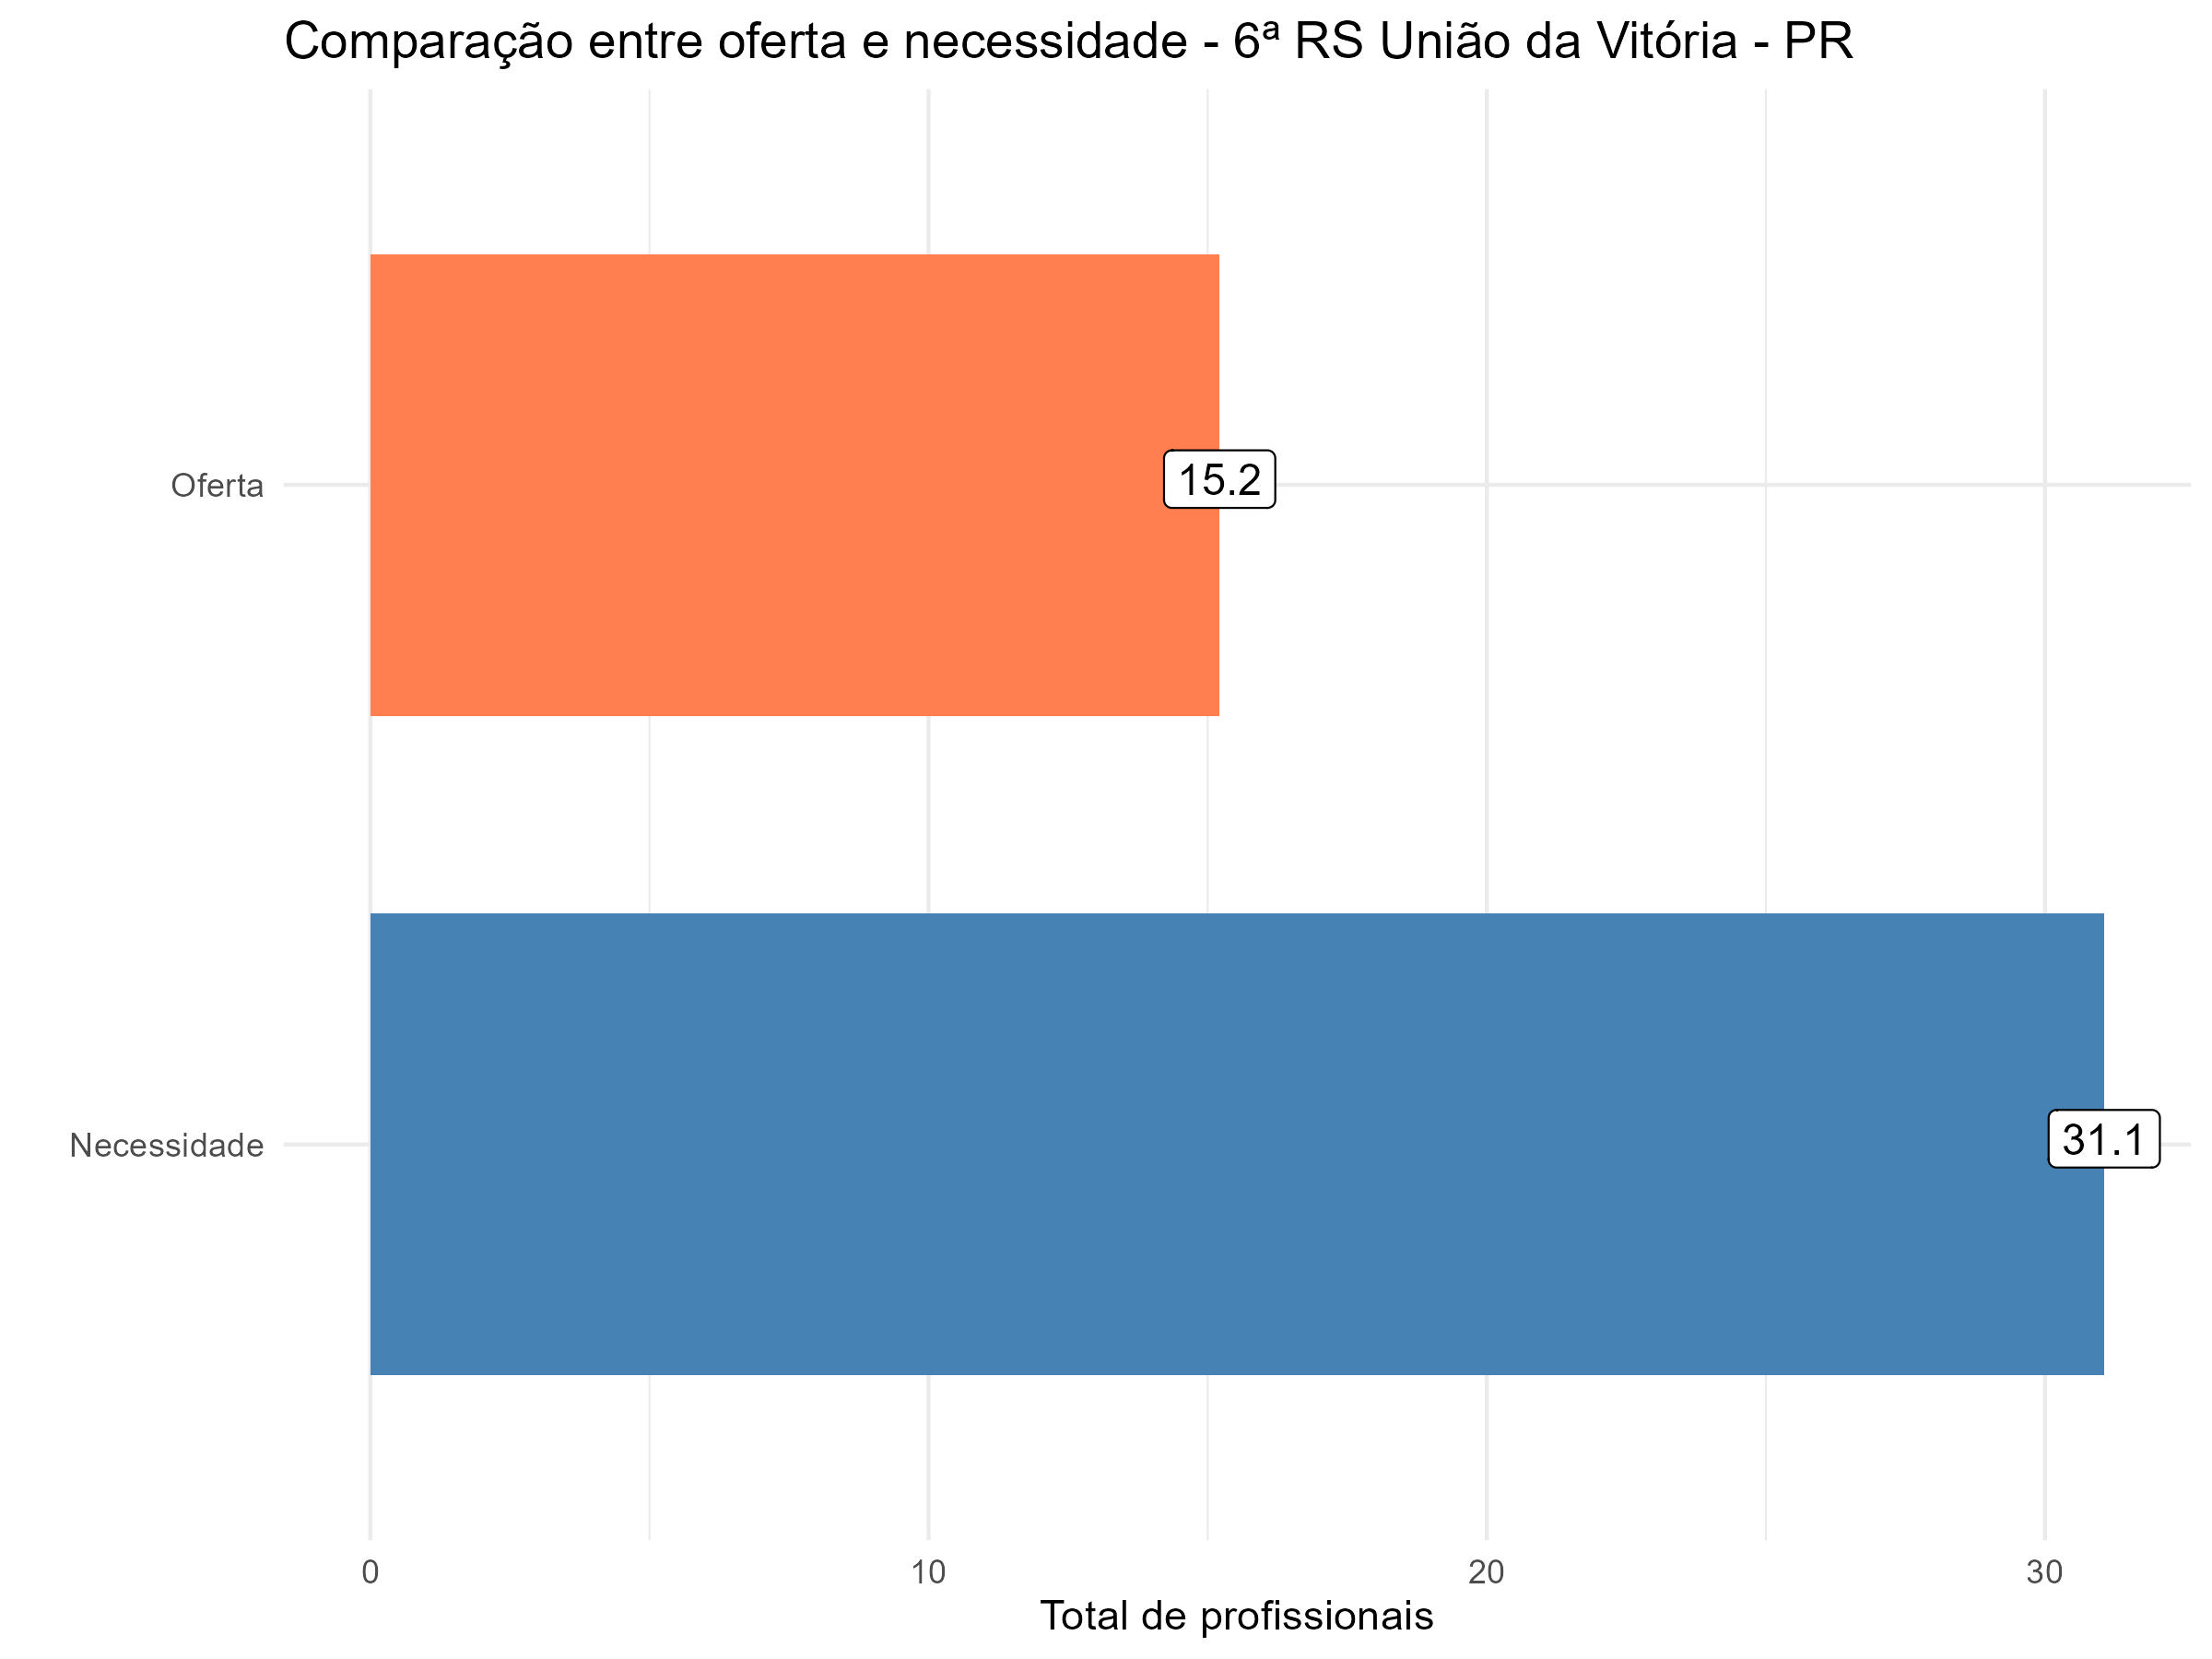 Comparação entre oferta e necessidade - 6ª RS União da Vitória - PR
Oferta
15.2
Necessidade
31.1
0 10 20 30
Total de profissionais